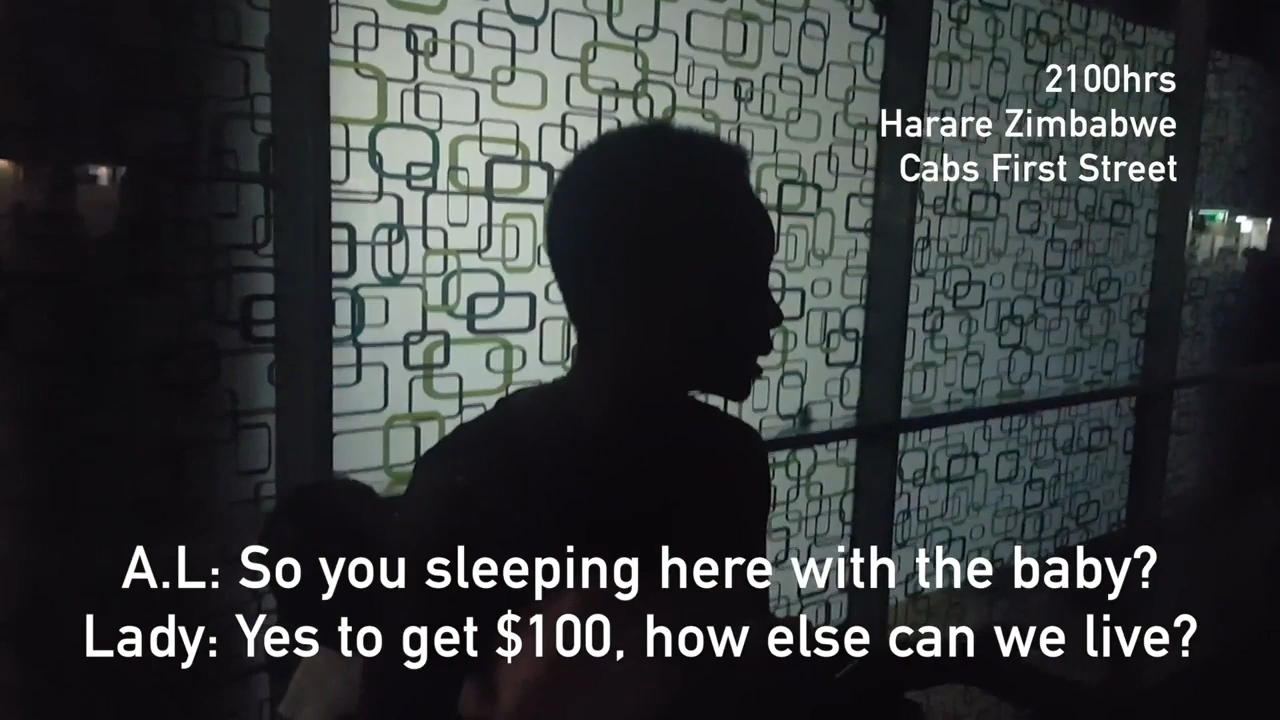 2100hrs
Harare Zimbabwe
Cabs First Street
A.L: So you sleeping here with the baby?
Lady: Yes to get $100, how else can we live?